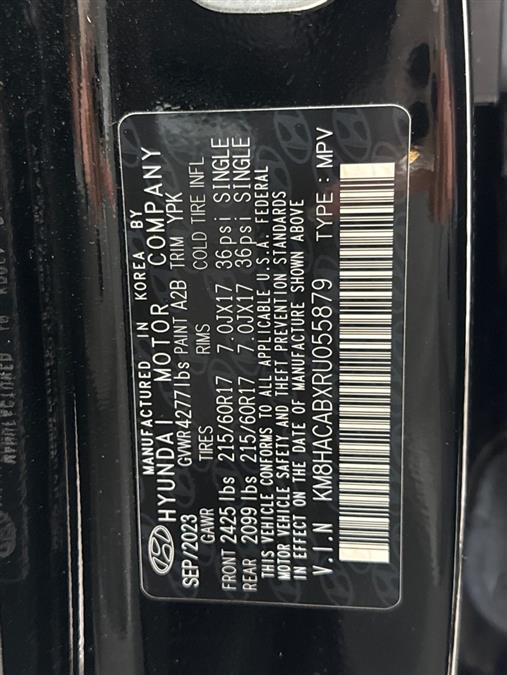 MANUFACTURED IN KOREA BY
HYUNDAI MOTOR COMPANY
SEP/2023 GVWR 4277lbs PAINT A2B TRIM YPK
GAWR TIRES RIMS COLD TIRE INFL
FRONT 2425 lbs 215/60R17 7.0JX17 36psi SINGLE
REAR 2099 lbs 215/60R17 7.0JX17 36psi SINGLE
THIS VEHICLE CONFORMS TO ALL APPLICABLE U.S.A. FEDERAL
MOTOR VEHICLE SAFETY AND THEFT PREVENTION STANDARDS
IN EFFECT ON THE DATE OF MANUFACTURE SHOWN ABOVE
V.I.N KM8HACABXRU055879 TYPE : MPV